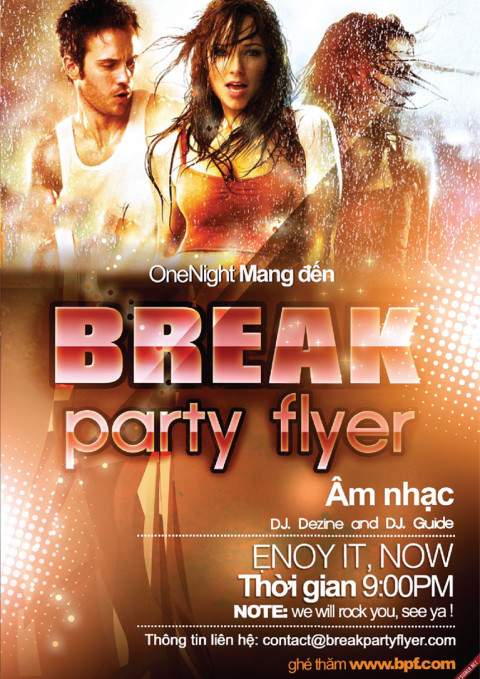 OneNight Mang đến
BREAK
party flyer
Âm nhạc
DJ. Dezine and DJ. Guide
ENOY IT, NOW
Thời gian 9:00PM
NOTE: we will rock you, see ya !
Thông tin liên hệ: contact@breakpartyflyer.com
ghé thăm www.bpf.com